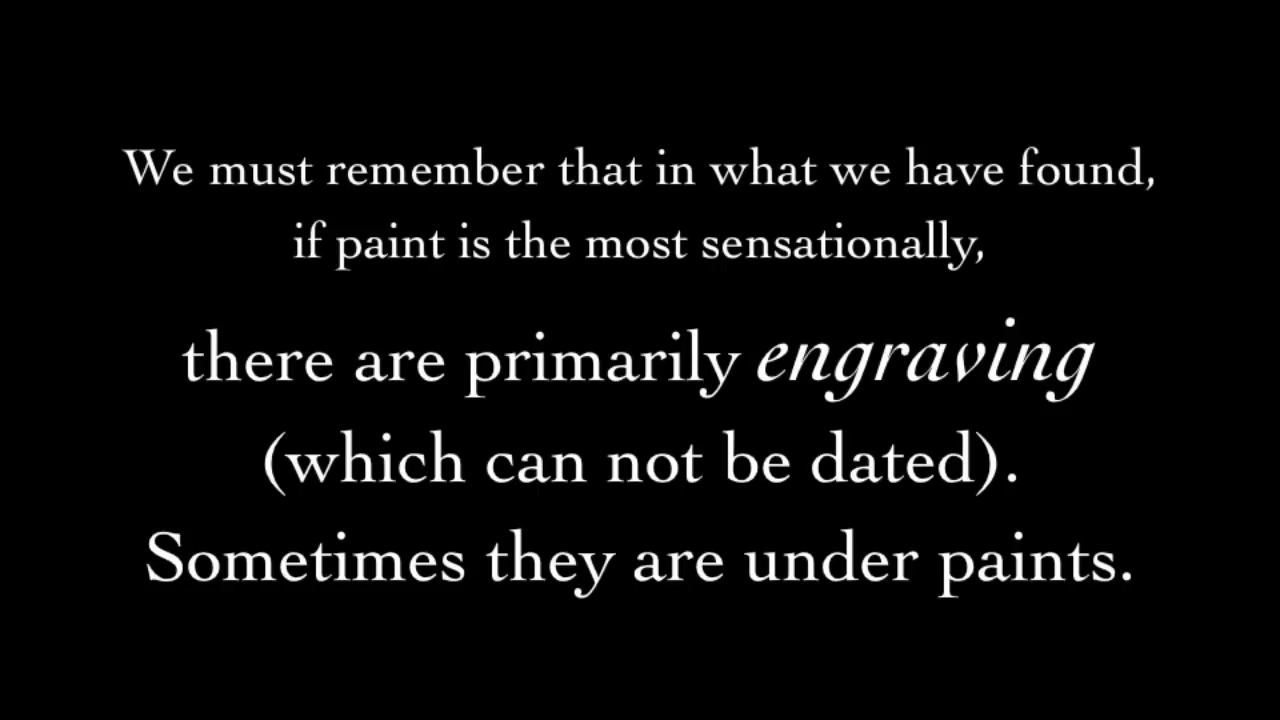 We must remember that in what we have found,
if paint is the most sensationally,
there are primarily engraving
(which can not be dated).
Sometimes they are under paints.